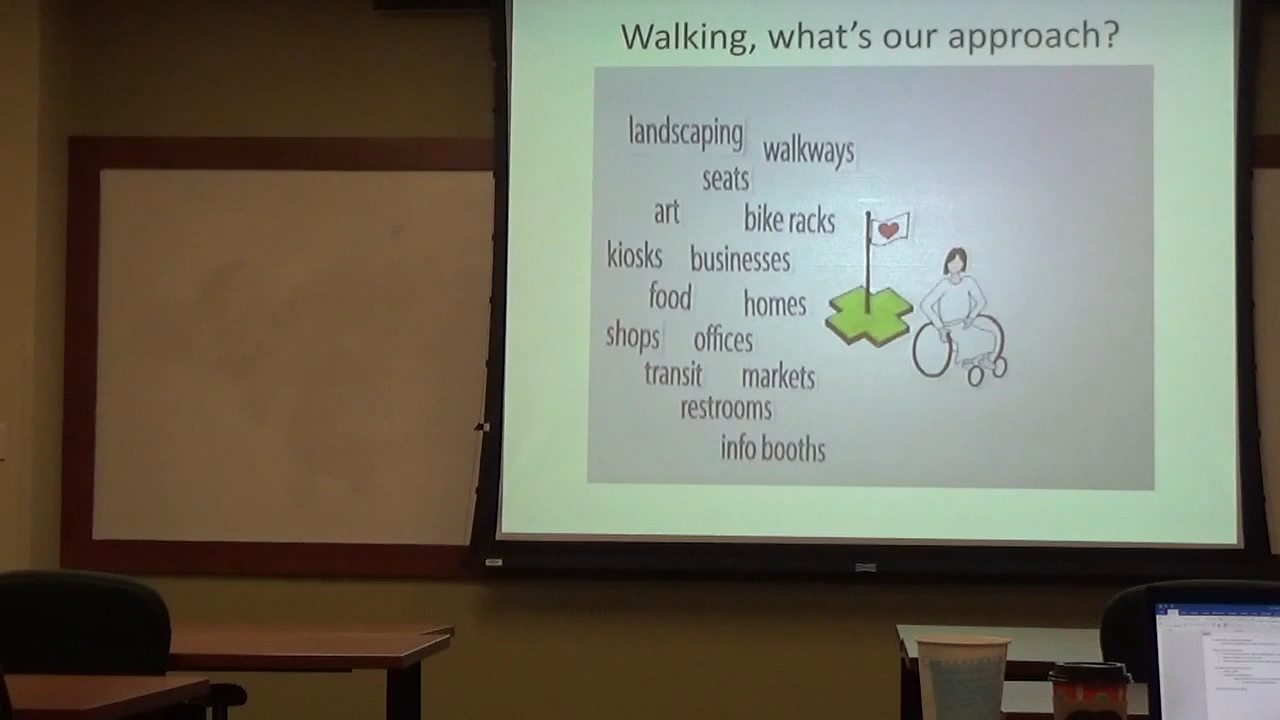 Walking, what's our approach?
landscaping
walkways
seats
art
bike racks
kiosks
businesses
food
homes
shops
offices
transit
markets
restrooms
info booths